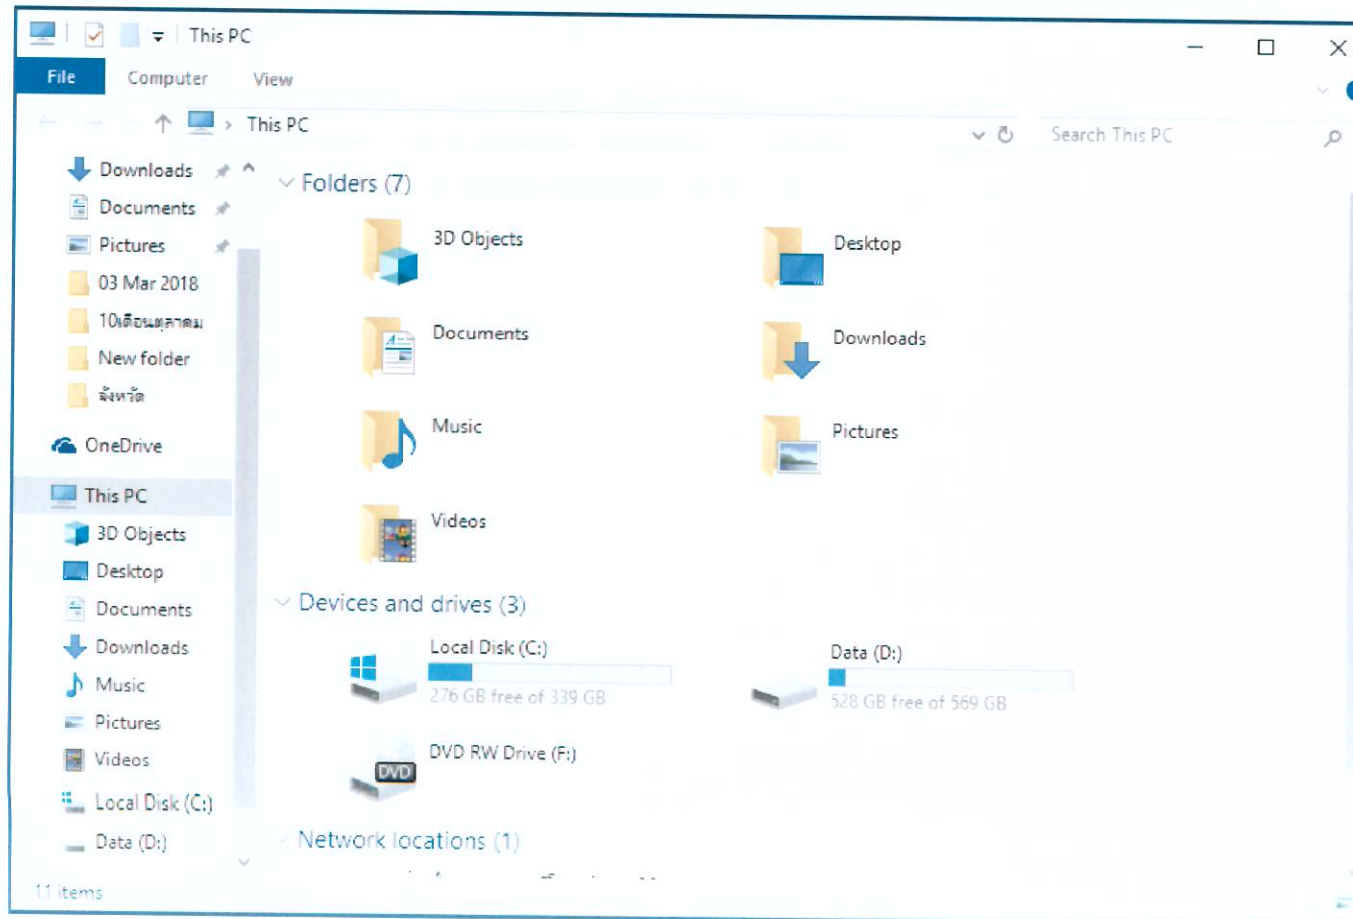 This PC
File Computer View
This PC
Search This PC
Downloads
Documents
Pictures
03 Mar 2018
10เดือนตุลาคม
New folder
จังหวัด
OneDrive
This PC
3D Objects
Desktop
Documents
Downloads
Music
Pictures
Videos
Local Disk (C:)
Data (D:)
Folders (7)
3D Objects
Desktop
Documents
Downloads
Music
Pictures
Videos
Devices and drives (3)
Local Disk (C:)
276 GB free of 339 GB
Data (D:)
528 GB free of 569 GB
DVD RW Drive (F:)
DVD
Network locations (1)
11 items